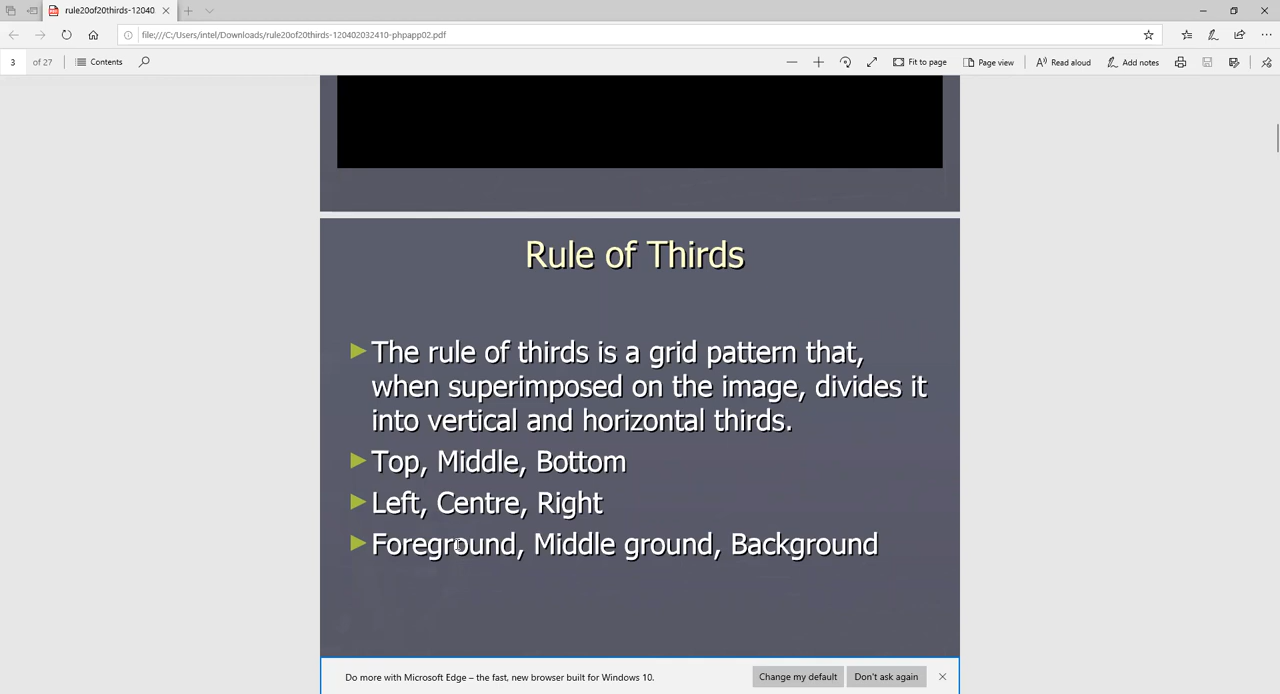 rule20of20thirds-12040
file:///C:/Users/intel/Downloads/rule20of20thirds-120402032410-phpapp02.pdf
3 of 27 Contents Fit to page Page view Read aloud Add notes
Rule of Thirds
The rule of thirds is a grid pattern that,
when superimposed on the image, divides it
into vertical and horizontal thirds.
Top, Middle, Bottom
Left, Centre, Right
Foreground, Middle ground, Background
Do more with Microsoft Edge – the fast, new browser built for Windows 10. Change my default Don't ask again